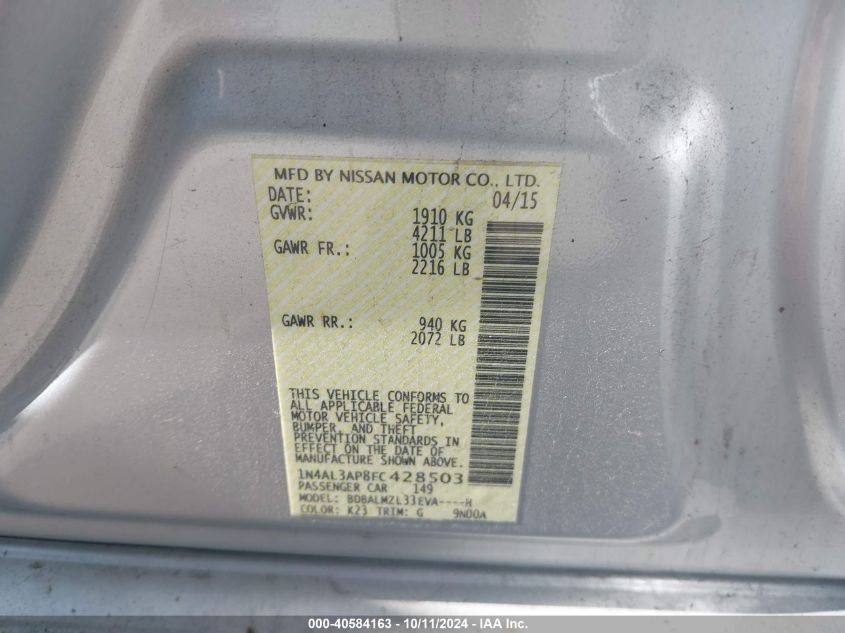 MFD BY NISSAN MOTOR CO., LTD.
DATE: 04/15
GVWR: 1910 KG
4211 LB
GAWR FR.: 1005 KG
2216 LB
GAWR RR.: 940 KG
2072 LB
THIS VEHICLE CONFORMS TO
ALL APPLICABLE FEDERAL
MOTOR VEHICLE SAFETY,
BUMPER, AND THEFT
PREVENTION STANDARDS IN
EFFECT ON THE DATE OF
MANUFACTURE SHOWN ABOVE.
1N4AL3AP8FC428503
PASSENGER CAR 149
MODEL: BDBALMZL33EVA----H
COLOR: K23 TRIM: G 9N00A
000-40584163 - 10/11/2024 - IAA Inc.